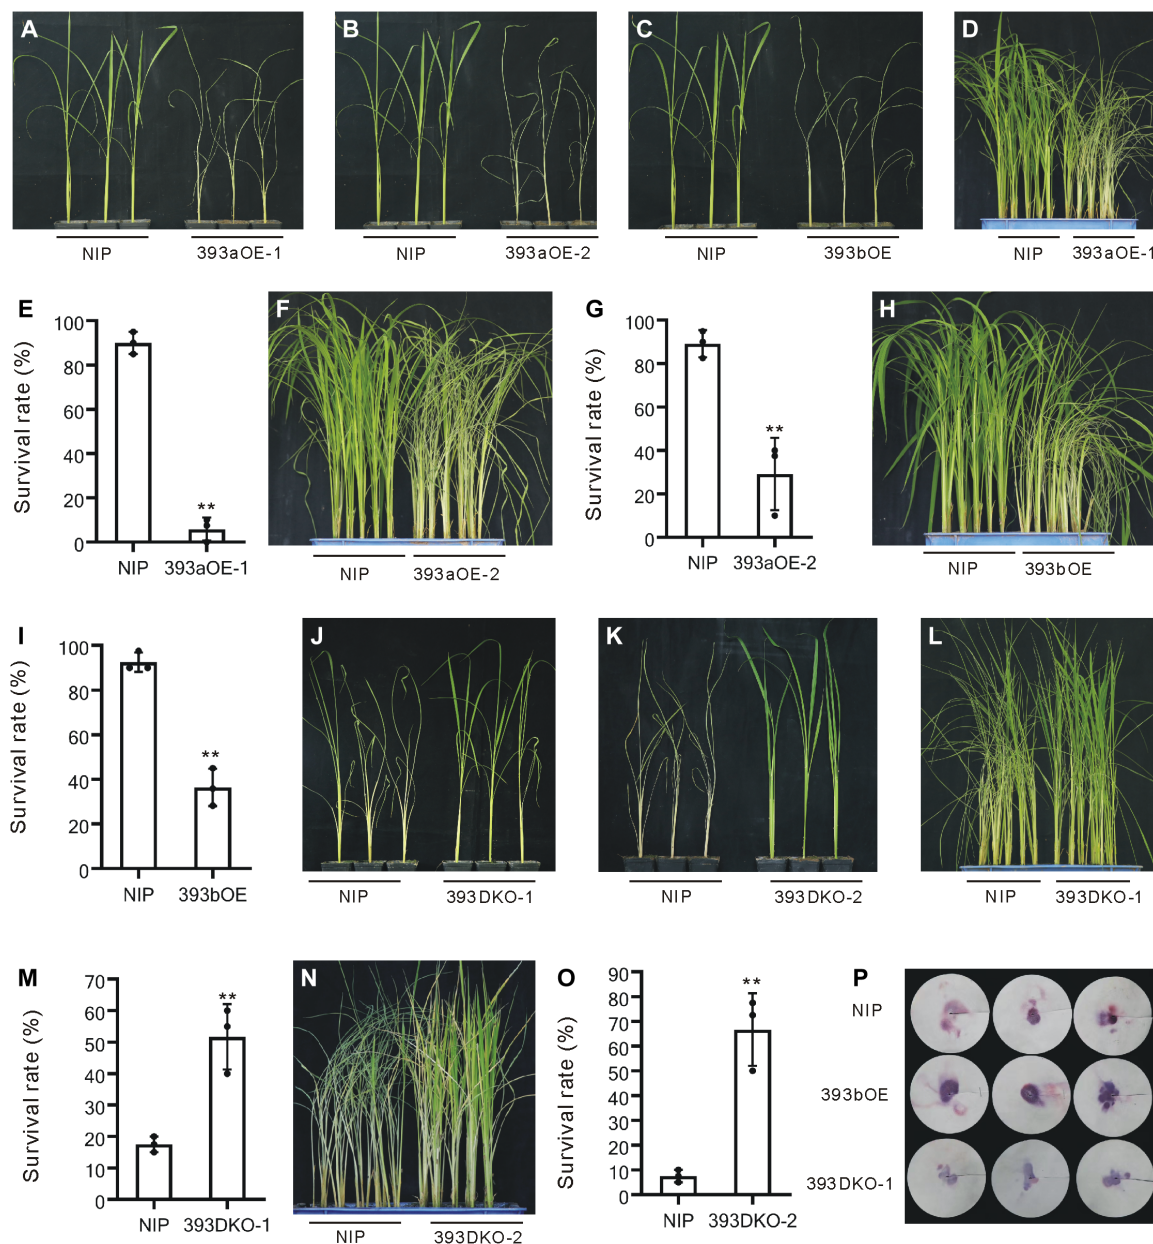 A
B
C
D
NIP
393aOE-1
NIP
393aOE-2
NIP
393bOE
NIP
393aOE-1
E
Survival rate (%)
100
80
60
40
20
0
**
NIP
393aOE-1
F
NIP
393aOE-2
G
Survival rate (%)
100
80
60
40
20
0
**
NIP
393aOE-2
H
NIP
393bOE
I
Survival rate (%)
100
80
60
40
20
0
**
NIP
393bOE
J
NIP
393DKO-1
K
NIP
393DKO-2
L
NIP
393DKO-1
M
Survival rate (%)
70
60
50
40
30
20
10
0
**
NIP
393DKO-1
N
NIP
393DKO-2
O
Survival rate (%)
90
80
70
60
50
40
30
20
10
0
**
NIP
393DKO-2
P
NIP
393bOE
393DKO-1